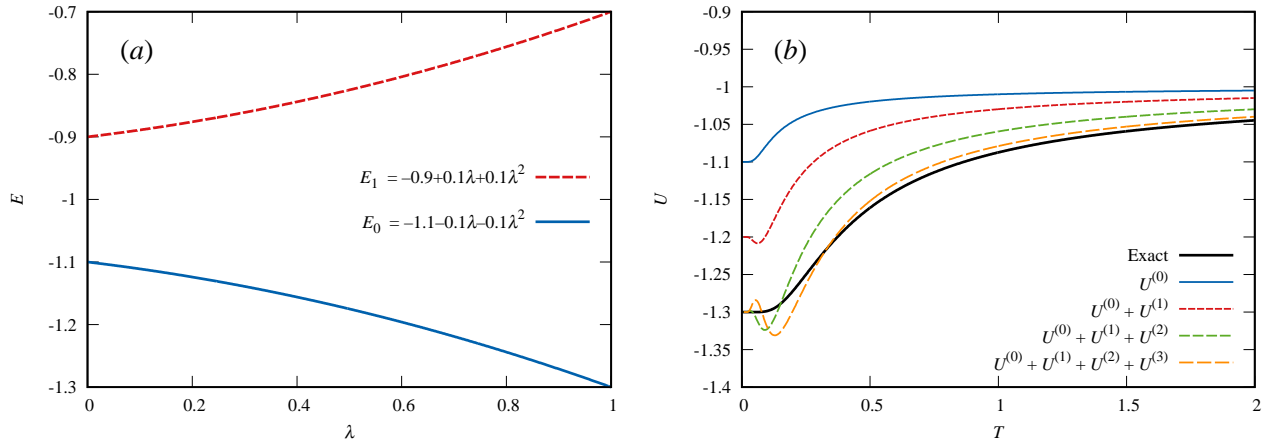 (a)
-0.7
-0.8
-0.9
-1
-1.1
-1.2
-1.3
E
E₁ = –0.9+0.1λ+0.1λ²
E₀ = –1.1–0.1λ–0.1λ²
0 0.2 0.4 0.6 0.8 1
λ
(b)
-0.9
-0.95
-1
-1.05
-1.1
-1.15
-1.2
-1.25
-1.3
-1.35
-1.4
U
Exact
U⁽⁰⁾
U⁽⁰⁾ + U⁽¹⁾
U⁽⁰⁾ + U⁽¹⁾ + U⁽²⁾
U⁽⁰⁾ + U⁽¹⁾ + U⁽²⁾ + U⁽³⁾
0 0.5 1 1.5 2
T